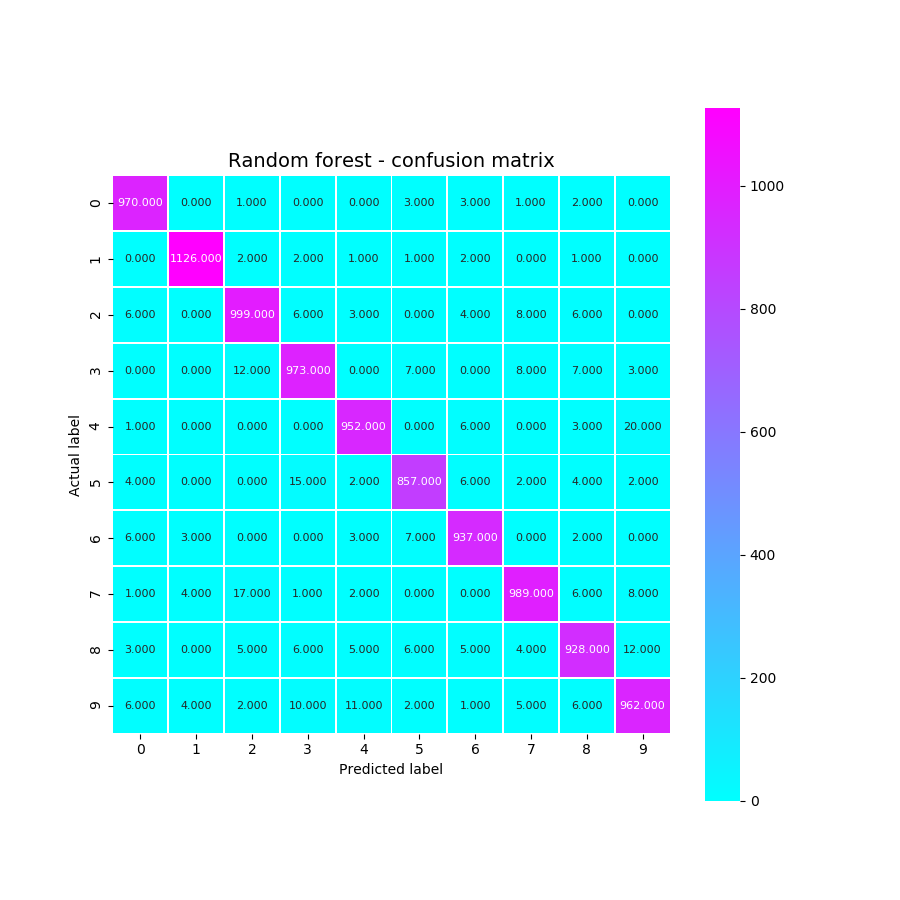 Random forest - confusion matrix
Actual label
0 970.000 0.000 1.000 0.000 0.000 3.000 3.000 1.000 2.000 0.000
1 0.000 1126.000 2.000 2.000 1.000 1.000 2.000 0.000 1.000 0.000
2 6.000 0.000 999.000 6.000 3.000 0.000 4.000 8.000 6.000 0.000
3 0.000 0.000 12.000 973.000 0.000 7.000 0.000 8.000 7.000 3.000
4 1.000 0.000 0.000 0.000 952.000 0.000 6.000 0.000 3.000 20.000
5 4.000 0.000 0.000 15.000 2.000 857.000 6.000 2.000 4.000 2.000
6 6.000 3.000 0.000 0.000 3.000 7.000 937.000 0.000 2.000 0.000
7 1.000 4.000 17.000 1.000 2.000 0.000 0.000 989.000 6.000 8.000
8 3.000 0.000 5.000 6.000 5.000 6.000 5.000 4.000 928.000 12.000
9 6.000 4.000 2.000 10.000 11.000 2.000 1.000 5.000 6.000 962.000
0 1 2 3 4 5 6 7 8 9
Predicted label
1000
800
600
400
200
0